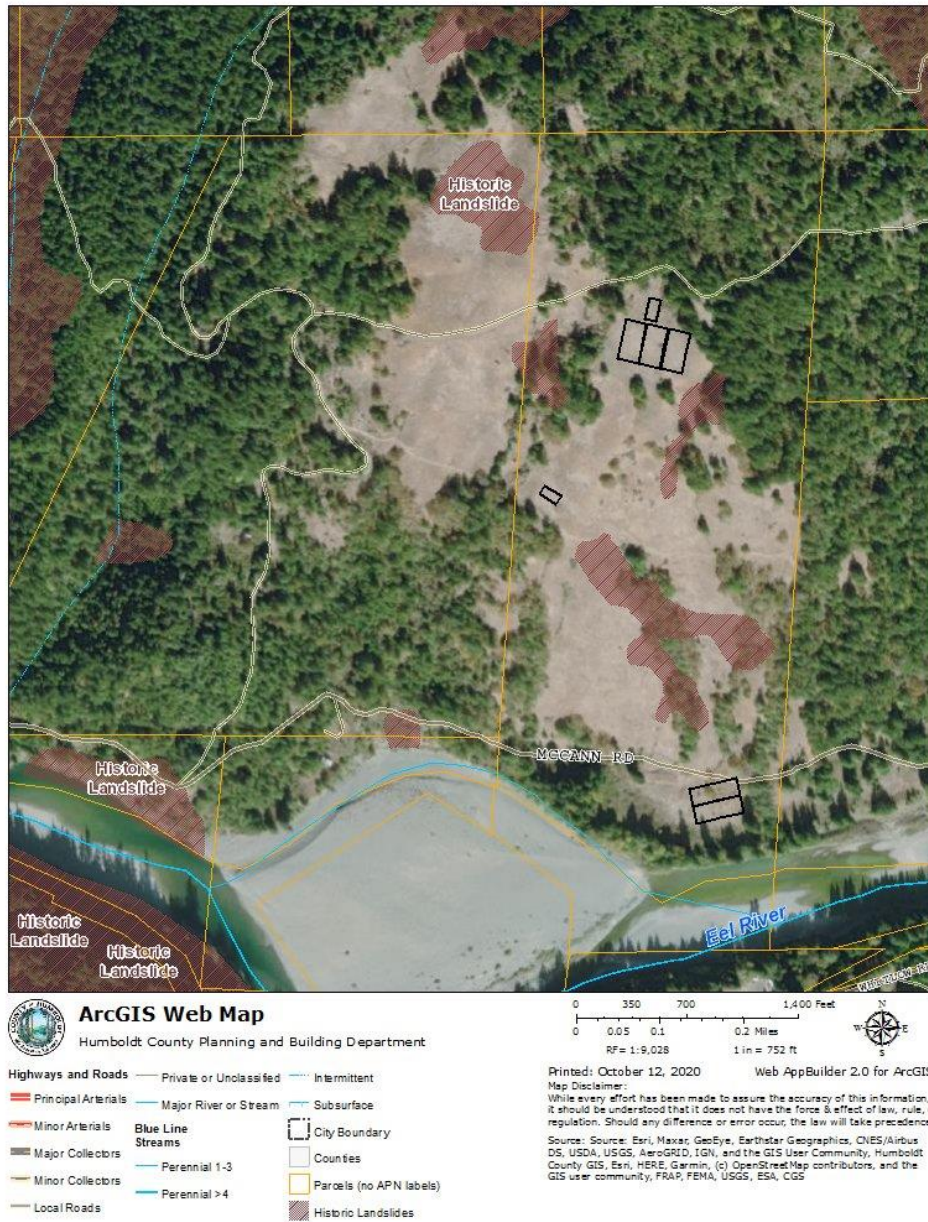 Historic
Landslide
MCCANN RD
Historic
Landslide
Historic
Landslide
Historic
Landslide
Eel River
ArcGIS Web Map
Humboldt County Planning and Building Department
0 350 700 1,400 Feet
0 0.05 0.1 0.2 Miles
RF= 1:9,028 1 in = 752 ft
N
W E
S
Highways and Roads
Principal Arterials
Minor Arterials
Major Collectors
Minor Collectors
Local Roads
Private or Unclassified
Major River or Stream
Blue Line
Streams
Perennial 1-3
Perennial >4
Intermittent
Subsurface
City Boundary
Counties
Parcels (no APN labels)
Historic Landslides
Printed: October 12, 2020 Web AppBuilder 2.0 for ArcGIS
Map Disclaimer:
While every effort has been made to assure the accuracy of this information,
it should be understood that it does not have the force & effect of law, rule,
regulation. Should any difference or error occur, the law will take precedence
Source: Source: Esri, Maxar, GeoEye, Earthstar Geographics, CNES/Airbus
DS, USDA, USGS, AeroGRID, IGN, and the GIS User Community, Humboldt
County GIS, Esri, HERE, Garmin, (c) OpenStreetMap contributors, and the
GIS user community, FRAP, FEMA, USGS, ESA, CGS